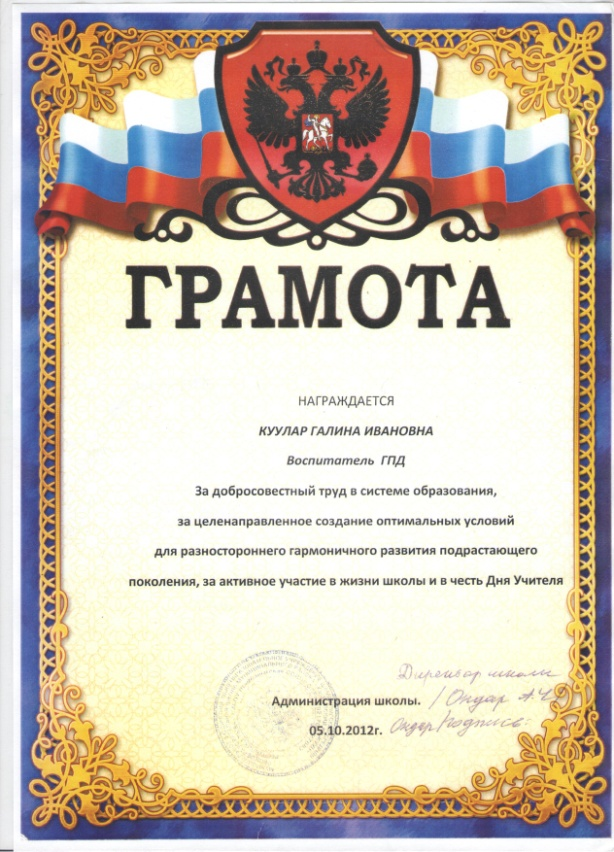 ГРАМОТА
НАГРАЖДАЕТСЯ
КУУЛАР ГАЛИНА ИВАНОВНА
Воспитатель ГПД
За добросовестный труд в системе образования,
за целенаправленное создание оптимальных условий
для разностороннего гармоничного развития подрастающего
поколения, за активное участие в жизни школы и в честь Дня Учителя
Директор школы
Администрация школы. / Ондар А.Ч.
05.10.2012г. Ондар